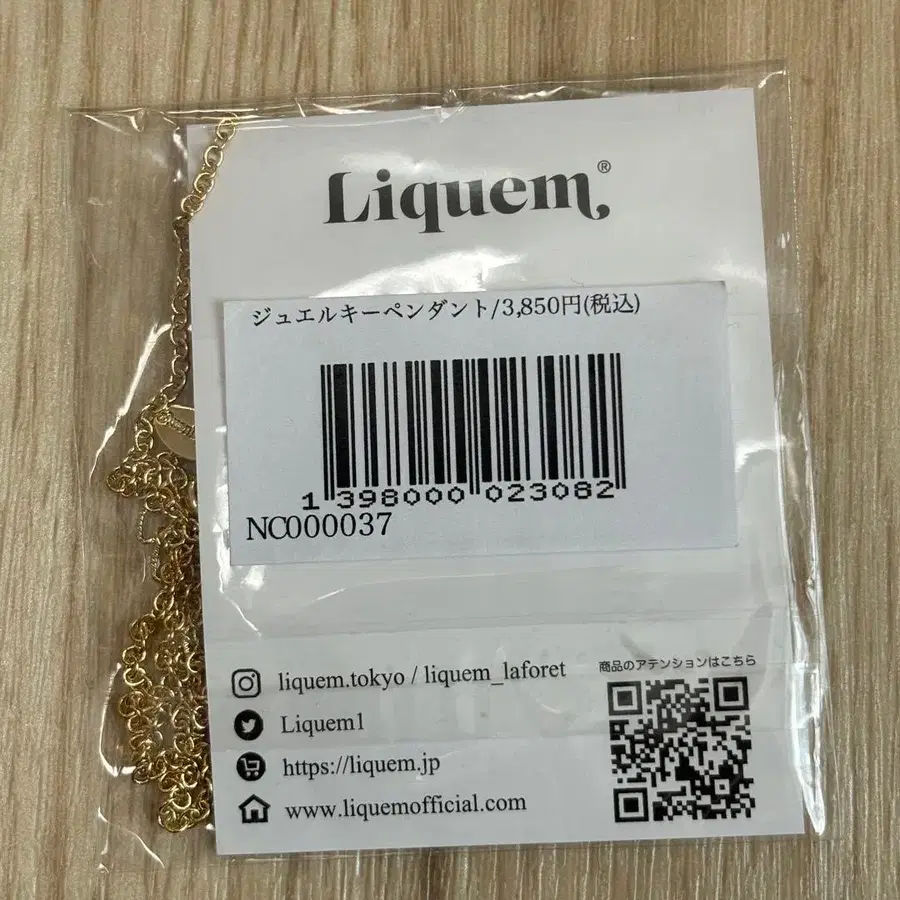 Liquem®
ジュエルキーペンダント/3,850円(税込)
1 398000 023082
NC000037
liquem.tokyo / liquem_laforet
商品のアテンションはこちら
Liquem1
https://liquem.jp
www.liquemofficial.com